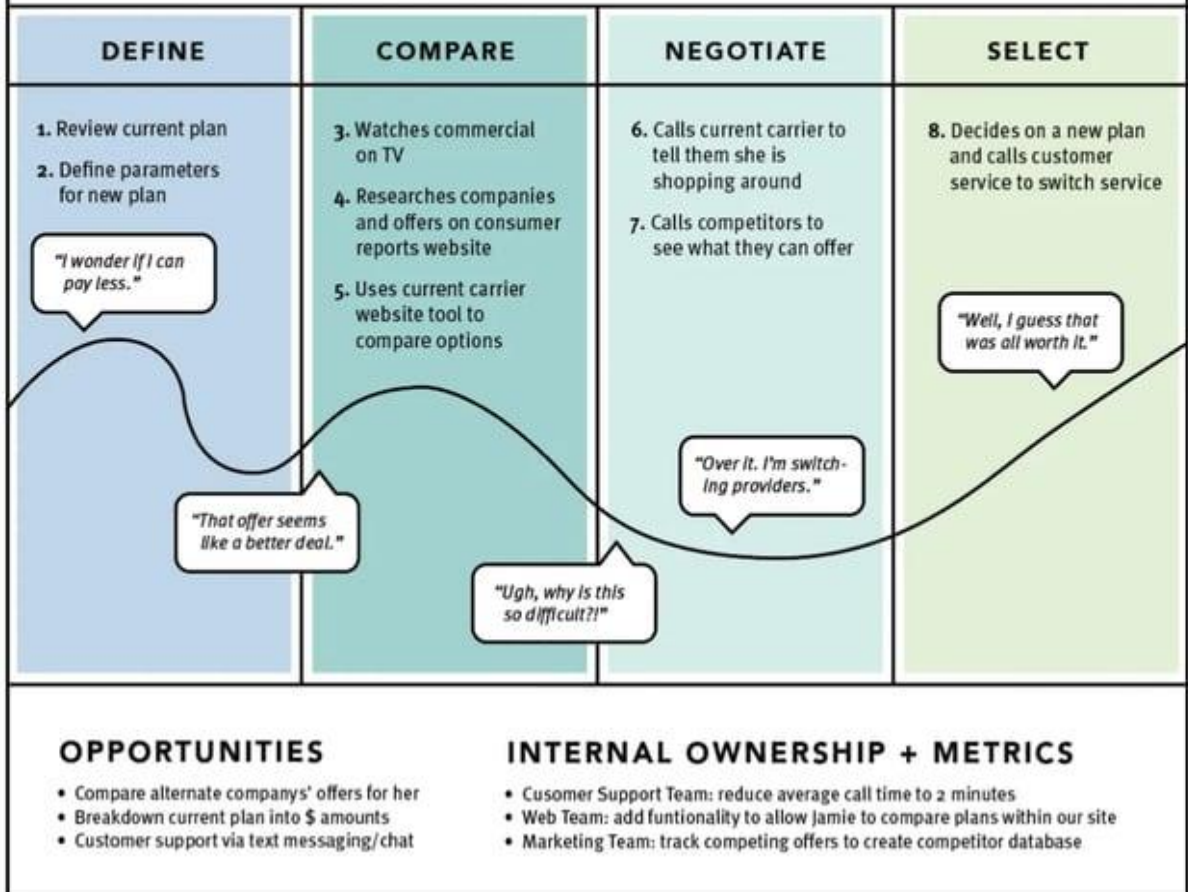 DEFINE
COMPARE
NEGOTIATE
SELECT
1. Review current plan
2. Define parameters
for new plan
"I wonder if I can
pay less."
"That offer seems
like a better deal."
3. Watches commercial
on TV
4. Researches companies
and offers on consumer
reports website
5. Uses current carrier
website tool to
compare options
"Ugh, why is this
so difficult?!"
6. Calls current carrier to
tell them she is
shopping around
7. Calls competitors to
see what they can offer
"Over it. I'm switch-
ing providers."
8. Decides on a new plan
and calls customer
service to switch service
"Well, I guess that
was all worth it."
OPPORTUNITIES
• Compare alternate companys' offers for her
• Breakdown current plan into $ amounts
• Customer support via text messaging/chat
INTERNAL OWNERSHIP + METRICS
• Cusomer Support Team: reduce average call time to 2 minutes
• Web Team: add funtionality to allow Jamie to compare plans within our site
• Marketing Team: track competing offers to create competitor database